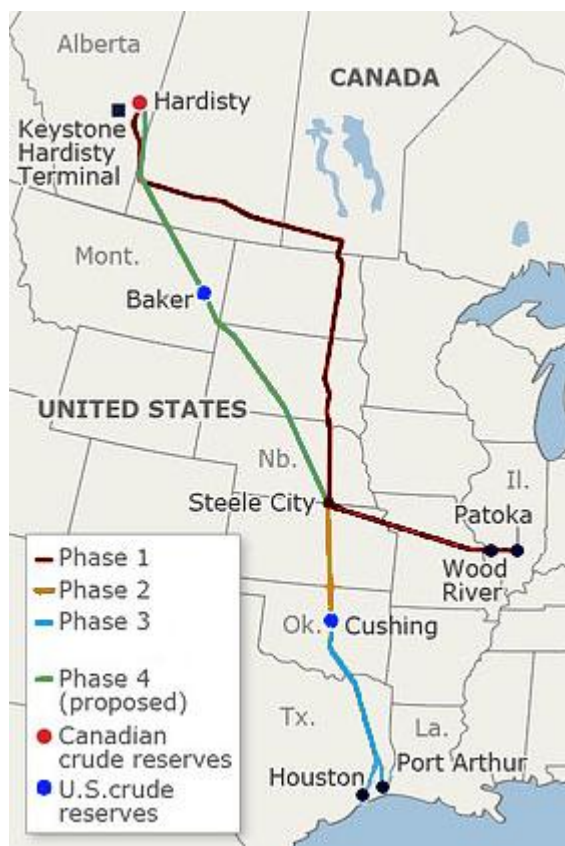 Alberta
CANADA
Hardisty
Keystone
Hardisty
Terminal
Mont.
Baker
UNITED STATES
Nb.
Steele City
Il.
Patoka
Wood
River
Ok.
Cushing
Tx.
La.
Houston
Port Arthur
Phase 1
Phase 2
Phase 3
Phase 4
(proposed)
Canadian
crude reserves
U.S.crude
reserves